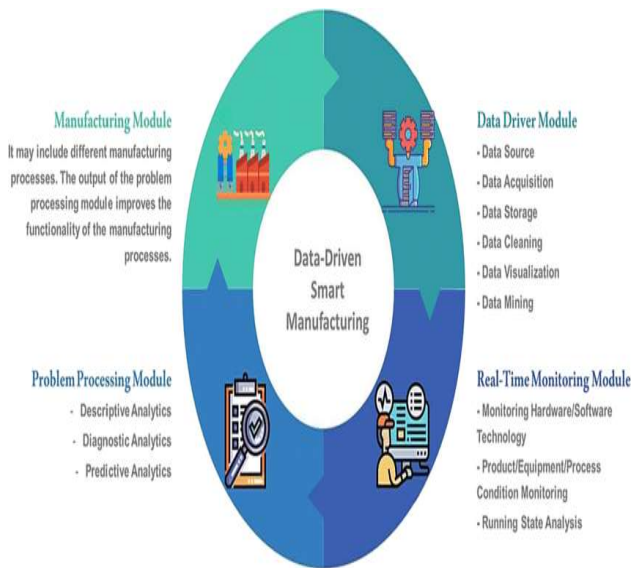 Manufacturing Module
It may include different manufacturing
processes. The output of the problem
processing module improves the
functionality of the manufacturing
processes.
Data Driver Module
- Data Source
- Data Acquisition
- Data Storage
- Data Cleaning
- Data Visualization
- Data Mining
Data-Driven
Smart
Manufacturing
Problem Processing Module
- Descriptive Analytics
- Diagnostic Analytics
- Predictive Analytics
Real-Time Monitoring Module
- Monitoring Hardware/Software
Technology
- Product/Equipment/Process
Condition Monitoring
- Running State Analysis